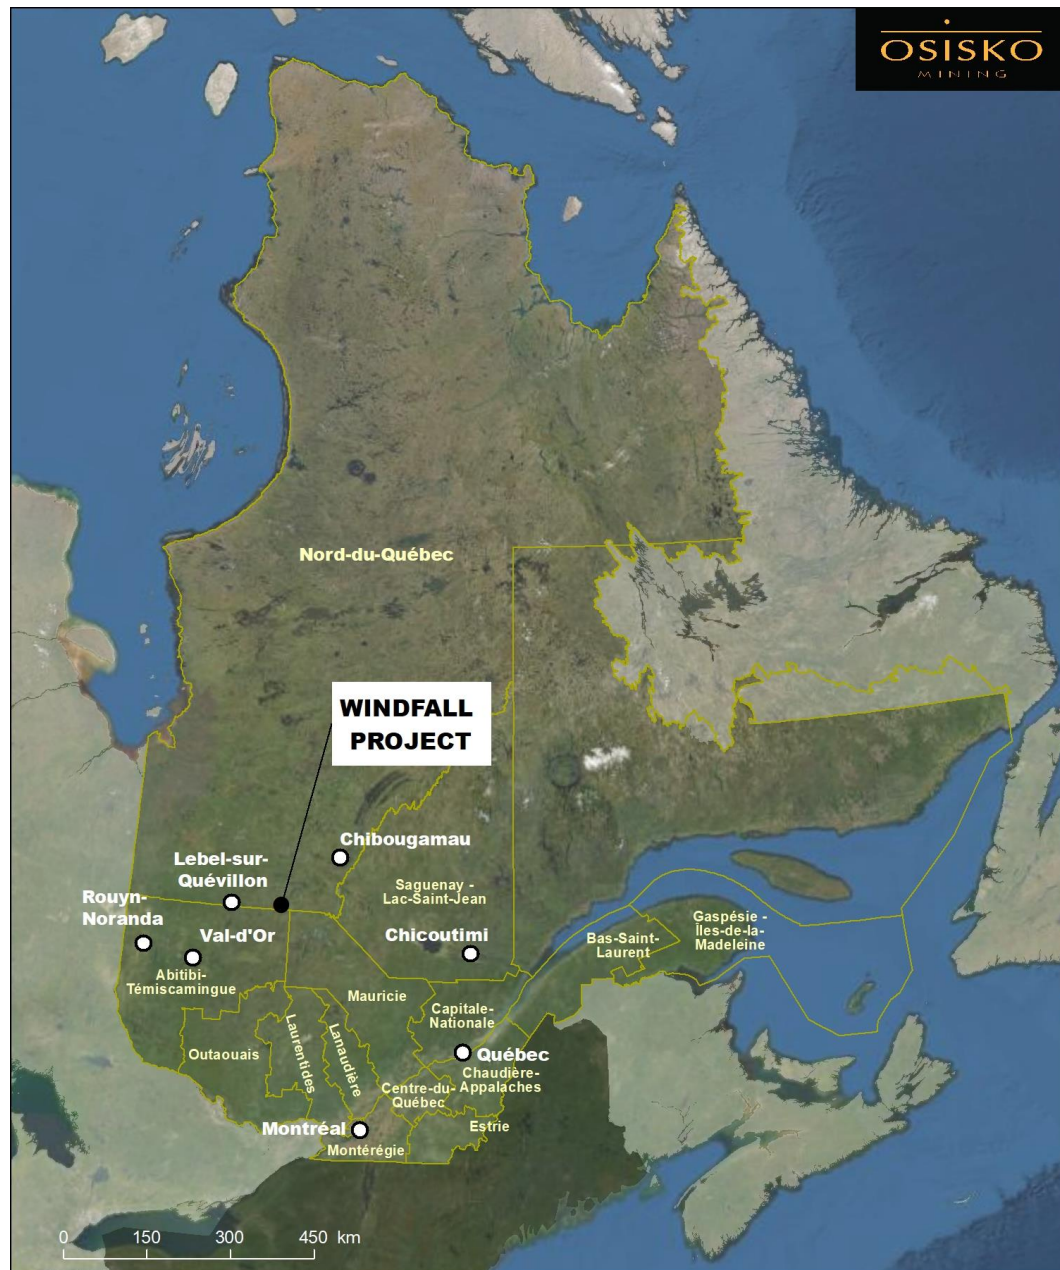 OSISKO
MINING
Nord-du-Québec
WINDFALL
PROJECT
Chibougamau
Lebel-sur-
Quévillon
Saguenay -
Lac-Saint-Jean
Rouyn-
Noranda
Val-d'Or
Chicoutimi
Gaspésie -
Îles-de-la-
Madeleine
Bas-Saint-
Laurent
Abitibi-
Témiscamingue
Mauricie
Capitale-
Nationale
Outaouais
Laurentides
Lanaudière
Québec
Chaudière-
Appalaches
Centre-du-
Québec
Estrie
Montréal
Montérégie
0 150 300 450 km